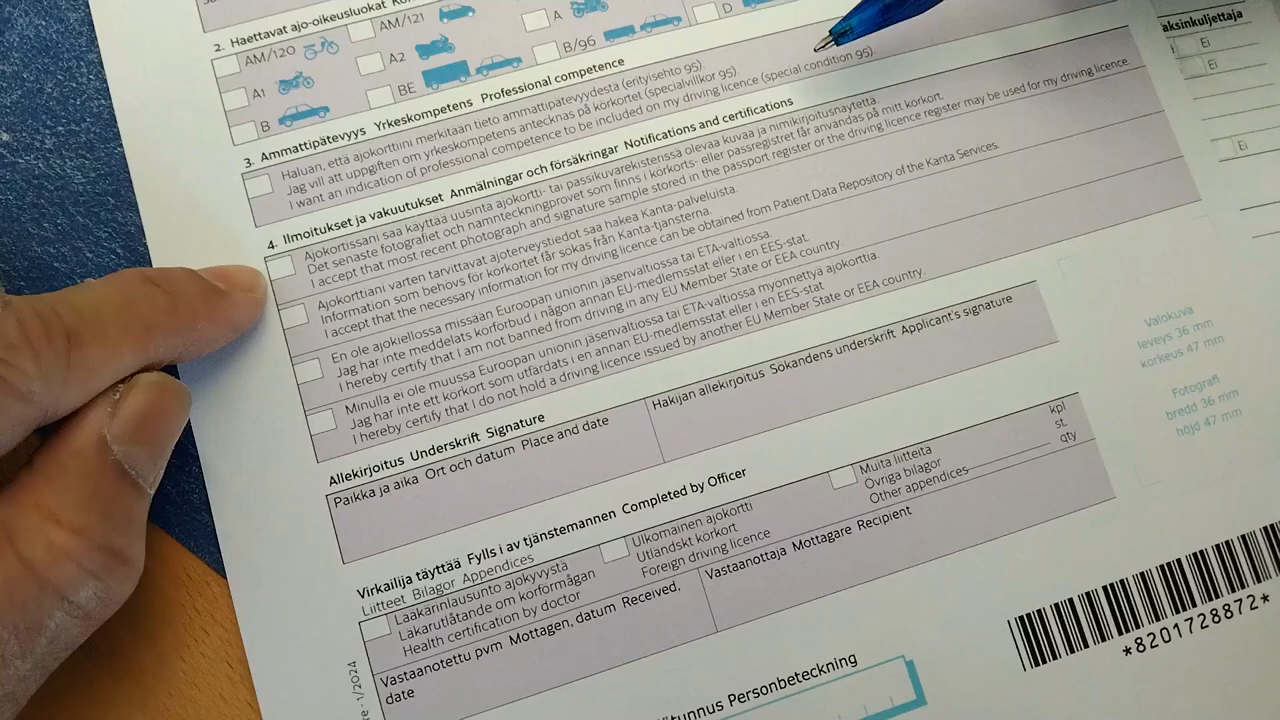 2. Haettavat ajo-oikeusluokat
AM/120
AM/121
A
D
A1
A2
B/96
B
BE
3. Ammattipätevyys Yrkeskompetens Professional competence
Haluan, että ajokorttiini merkitään tieto ammattipätevyydestä (erityisehto 95).
Jag vill att uppgiften om yrkeskompetens antecknas på körkortet (specialvillkor 95).
I want an indication of professional competence to be included on my driving licence (special condition 95).
4. Ilmoitukset ja vakuutukset Anmälningar och försäkringar Notifications and certifications
Ajokortissani saa käyttää uusinta ajokortti- tai passikuvarekisterissä olevaa kuvaa ja nimikirjoitusnäytettä.
Det senaste fotografiet och namnteckningprovet som finns i körkorts- eller passregistret får användas på mitt körkort.
I accept that most recent photograph and signature sample stored in the passport register or the driving licence register may be used for my driving licence.
Ajokorttiani varten tarvittavat ajoterveystiedot saa hakea Kanta-palveluista.
Information som behövs för körkortet får sökas från Kanta-tjänsterna.
I accept that the necessary information for my driving licence can be obtained from Patient Data Repository of the Kanta Services.
En ole ajokiellossa missään Euroopan unionin jäsenvaltiossa tai ETA-valtiossa.
Jag har inte meddelats körförbud i någon annan EU-medlemsstat eller i en EES-stat.
I hereby certify that I am not banned from driving in any EU Member State or EEA country.
Minulla ei ole muussa Euroopan unionin jäsenvaltiossa tai ETA-valtiossa myönnettyä ajokorttia.
Jag har inte ett körkort som utfärdats i en annan EU-medlemsstat eller i en EES-stat
I hereby certify that I do not hold a driving licence issued by another EU Member State or EEA country.
Allekirjoitus Underskrift Signature
Paikka ja aika Ort och datum Place and date
Hakijan allekirjoitus Sökandens underskrift Applicant's signature
Virkailija täyttää Fylls i av tjänstemannen Completed by Officer
Liitteet Bilagor Appendices
Lääkärinlausunto ajokyvystä
Läkarutlåtande om körförmågan
Health certification by doctor
Ulkomainen ajokortti
Utländskt körkort
Foreign driving licence
Muita liitteitä
Övriga bilagor
Other appendices
kpl
st.
qty
Vastaanotettu pvm Mottagen, datum Received,
date
Vastaanottaja Mottagare Recipient
Valokuva
leveys 36 mm
korkeus 47 mm
Fotografi
bredd 36 mm
höjd 47 mm
*8201728872*
tunnus Personbeteckning
- 1/2024
Ei
Ei
Ei